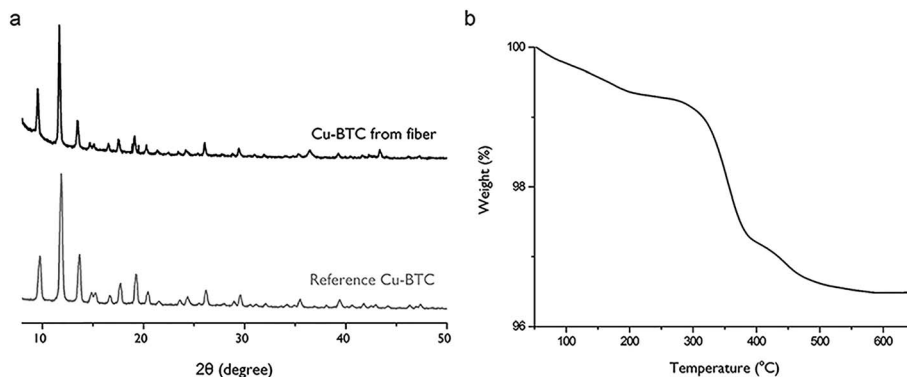 a
Cu-BTC from fiber
Reference Cu-BTC
10
20
30
40
50
2θ (degree)
b
100
98
96
Weight (%)
100
200
300
400
500
600
Temperature (°C)